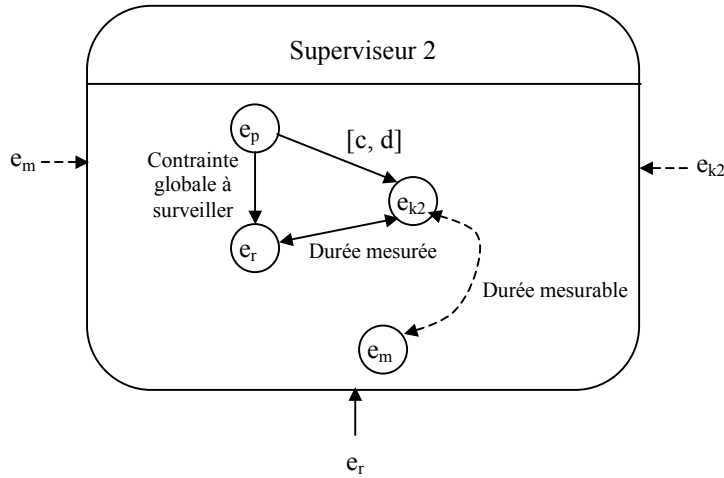 Superviseur 2
e_p
[c, d]
e_m
Contrainte
globale à
surveiller
e_k2
e_k2
e_r
Durée mesurée
Durée mesurable
e_m
e_r